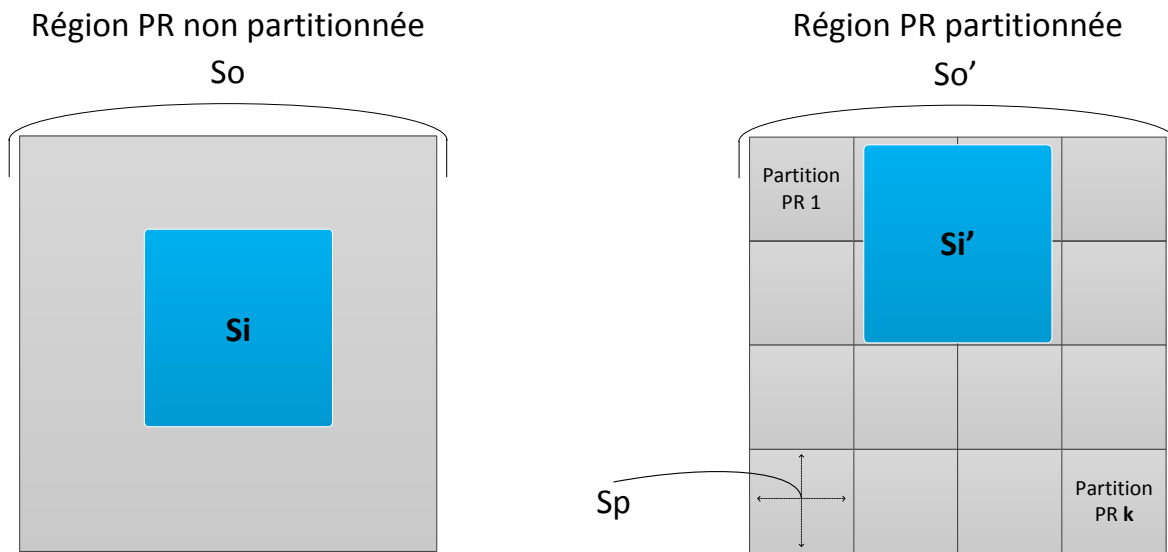 Région PR non partitionnée
So
Si
Région PR partitionnée
So’
Partition
PR 1
Si’
Sp
Partition
PR k